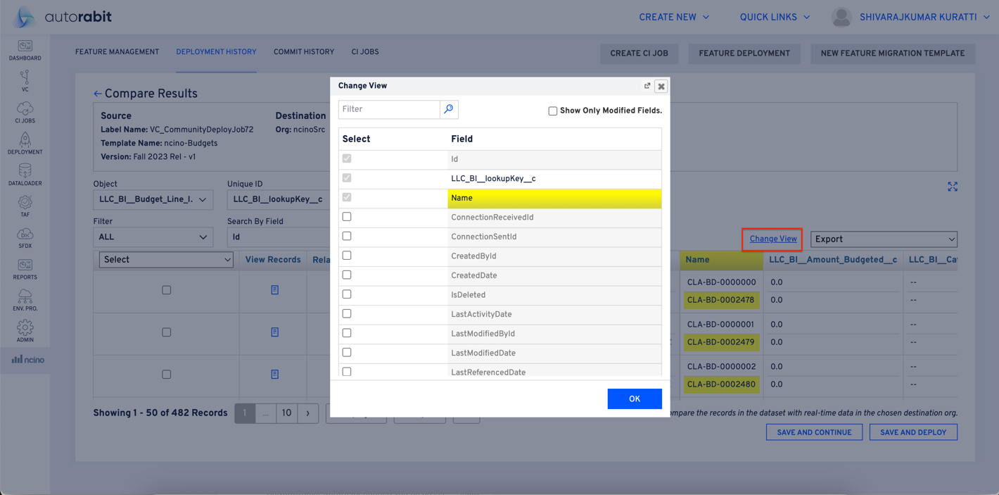 autorabit
CREATE NEW
QUICK LINKS
SHIVARAJKUMAR KURATTI
DASHBOARD
VC
CI JOBS
DEPLOYMENT
DATALOADER
TAF
SFDX
REPORTS
ENV. PRO.
ADMIN
ncino
FEATURE MANAGEMENT
DEPLOYMENT HISTORY
COMMIT HISTORY
CI JOBS
CREATE CI JOB
FEATURE DEPLOYMENT
NEW FEATURE MIGRATION TEMPLATE
← Compare Results
Source
Label Name: VC_CommunityDeployJob72
Template Name: ncino-Budgets
Version: Fall 2023 Rel - v1
Destination
Org: ncinoSrc
Object
LLC_BI__Budget_Line_I.
Unique ID
LLC_BI__lookupKey__c
Filter
ALL
Search By Field
Id
Change View
Export
Select
View Records
Rela
Name
LLC_BI__Amount_Budgeted__c
LLC_BI__Ca
CLA-BD-0000000 0.0 --
CLA-BD-0002478 0.0 --
CLA-BD-0000001 0.0 --
CLA-BD-0002479 0.0 --
CLA-BD-0000002 0.0 --
CLA-BD-0002480 0.0 --
Showing 1 - 50 of 482 Records
1 ... 10 ›
ompare the records in the dataset with real-time data in the chosen destination org.
SAVE AND CONTINUE
SAVE AND DEPLOY
Change View
Filter
Show Only Modified Fields.
Select Field
Id
LLC_BI__lookupKey__c
Name
ConnectionReceivedId
ConnectionSentId
CreatedById
CreatedDate
IsDeleted
LastActivityDate
LastModifiedById
LastModifiedDate
LastReferencedDate
OK